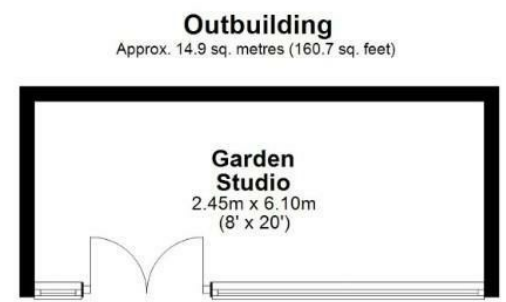 Outbuilding
Approx. 14.9 sq. metres (160.7 sq. feet)
Garden
Studio
2.45m x 6.10m
(8' x 20')